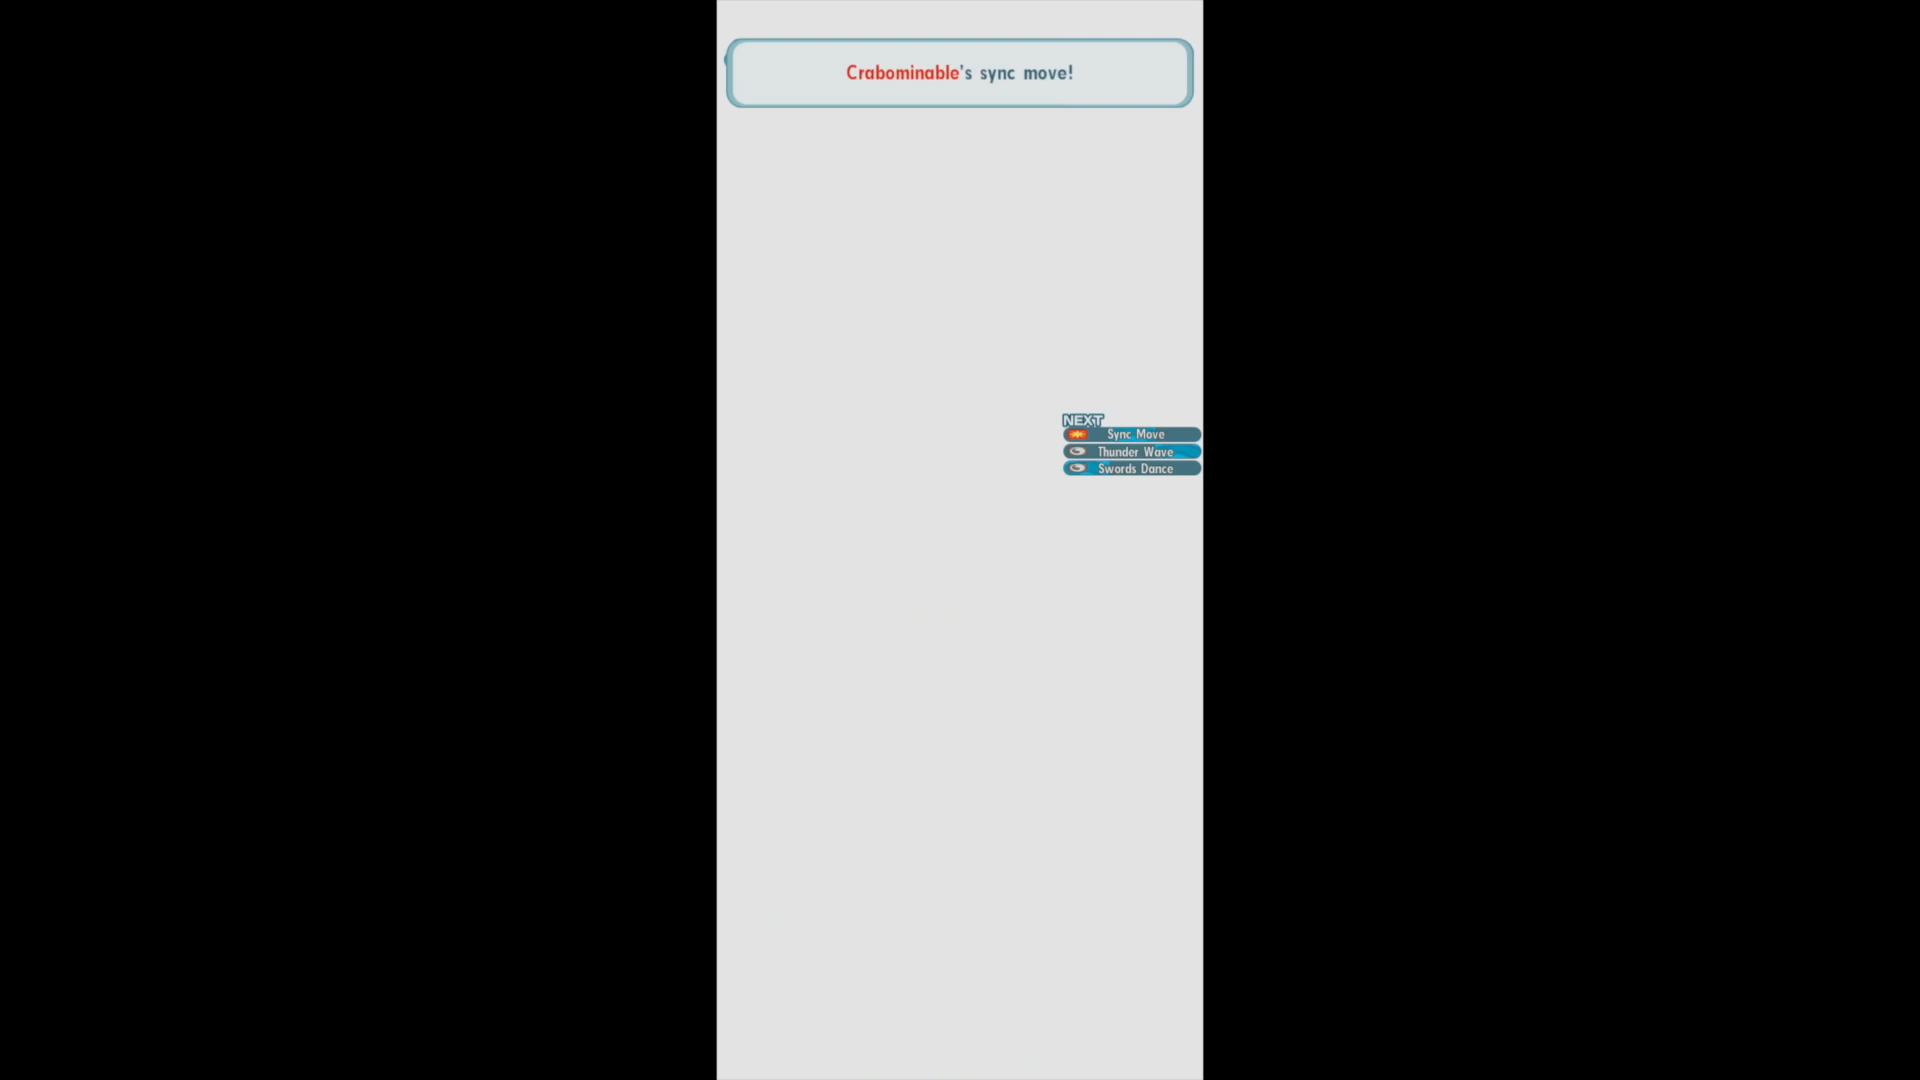 Crabominable's sync move!
NEXT
Sync Move
Thunder Wave
Swords Dance